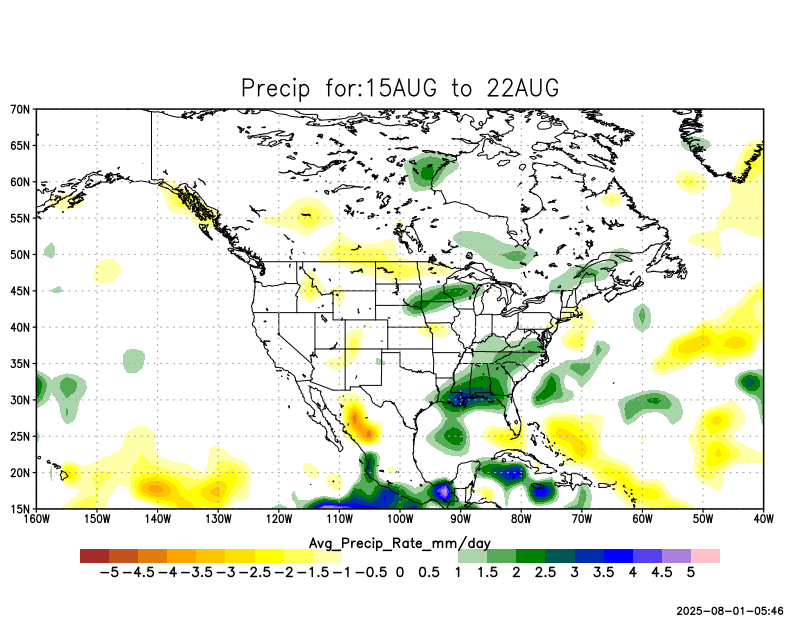 Precip for:15AUG to 22AUG
70N
65N
60N
55N
50N
45N
40N
35N
30N
25N
20N
15N
160W 150W 140W 130W 120W 110W 100W 90W 80W 70W 60W 50W 40W
Avg_Precip_Rate_mm/day
-5 -4.5 -4 -3.5 -3 -2.5 -2 -1.5 -1 -0.5 0 0.5 1 1.5 2 2.5 3 3.5 4 4.5 5
2025-08-01-05:46